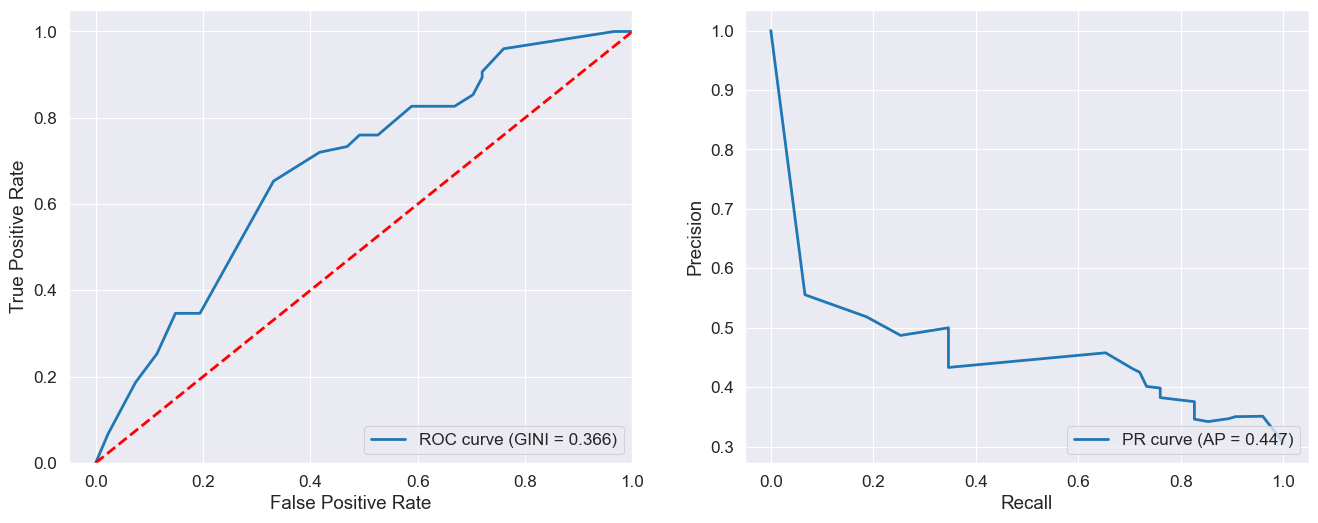 1.0
0.8
0.6
0.4
0.2
0.0
True Positive Rate
0.0 0.2 0.4 0.6 0.8 1.0
False Positive Rate
ROC curve (GINI = 0.366)
1.0
0.9
0.8
0.7
0.6
0.5
0.4
0.3
Precision
0.0 0.2 0.4 0.6 0.8 1.0
Recall
PR curve (AP = 0.447)